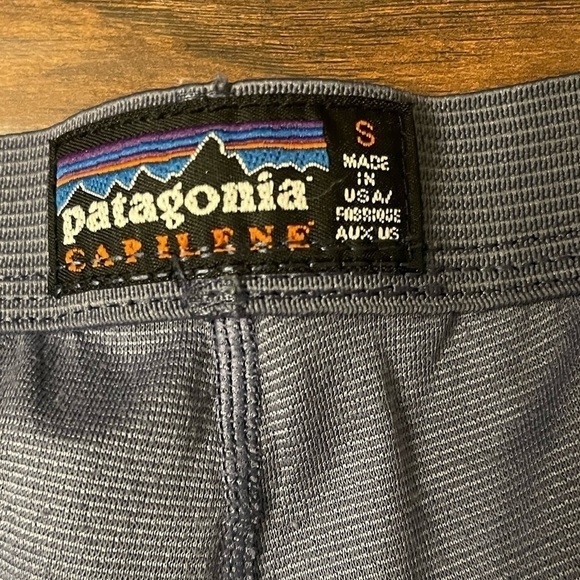 patagonia
CAPILENE
S
MADE
IN
USA/
FABRIQUE
AUX US